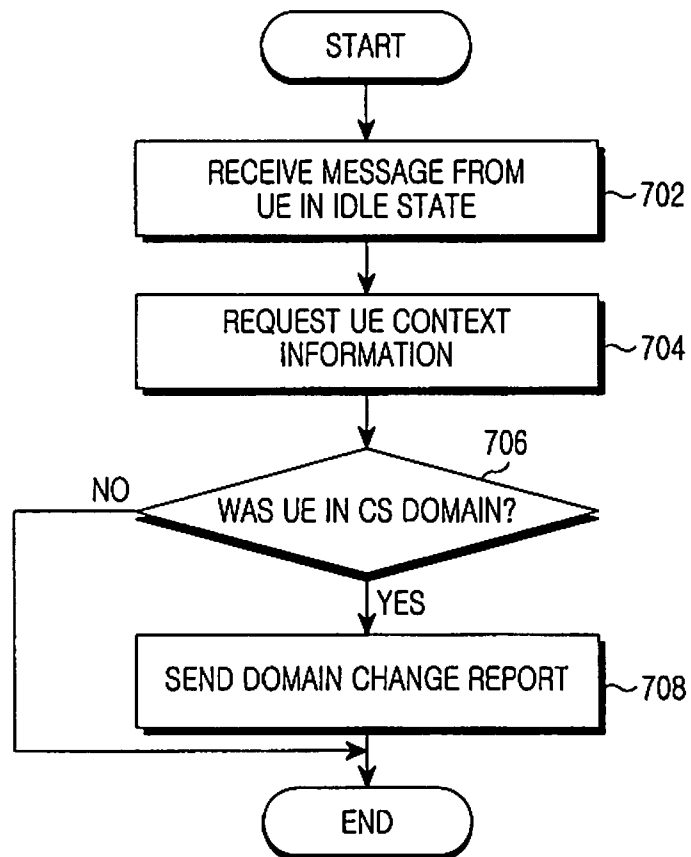 START
RECEIVE MESSAGE FROM
UE IN IDLE STATE
702
REQUEST UE CONTEXT
INFORMATION
704
706
NO
WAS UE IN CS DOMAIN?
YES
SEND DOMAIN CHANGE REPORT
708
END